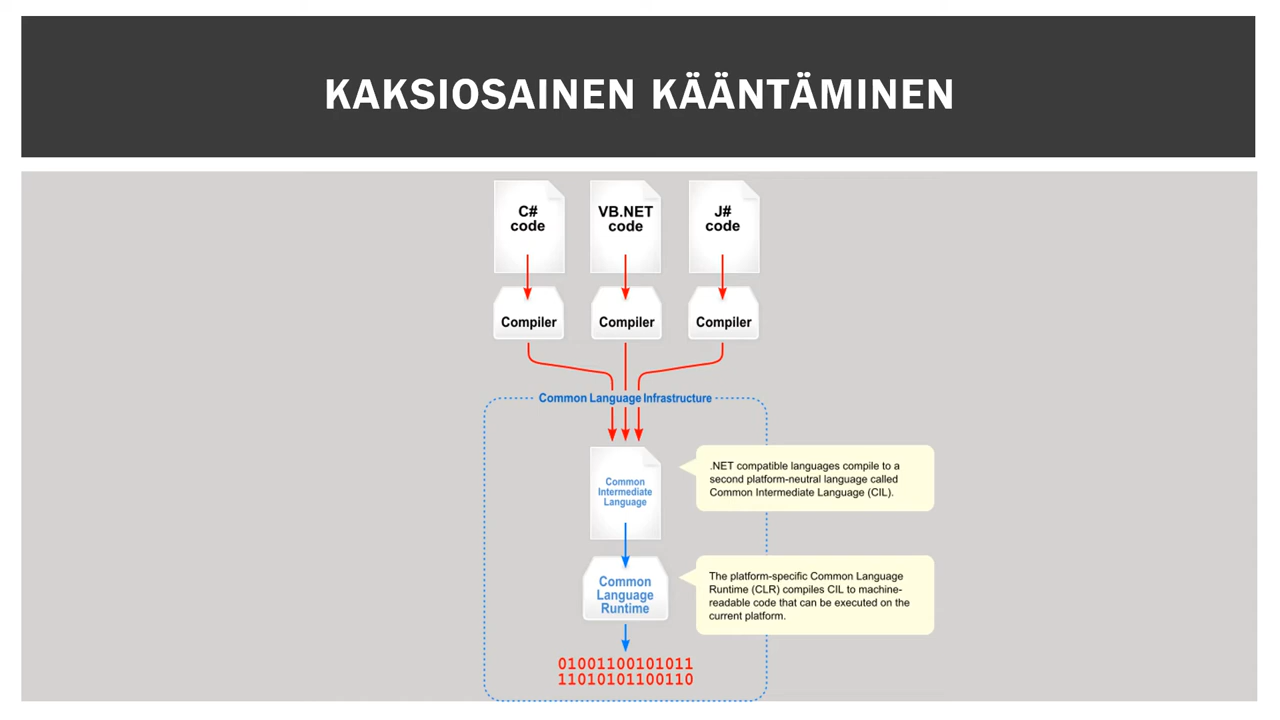 KAKSIOSAINEN KÄÄNTÄMINEN
C#
code
VB.NET
code
J#
code
Compiler
Compiler
Compiler
Common Language Infrastructure
Common
Intermediate
Language
.NET compatible languages compile to a
second platform-neutral language called
Common Intermediate Language (CIL).
Common
Language
Runtime
The platform-specific Common Language
Runtime (CLR) compiles CIL to machine-
readable code that can be executed on the
current platform.
01001100101011
11010101100110